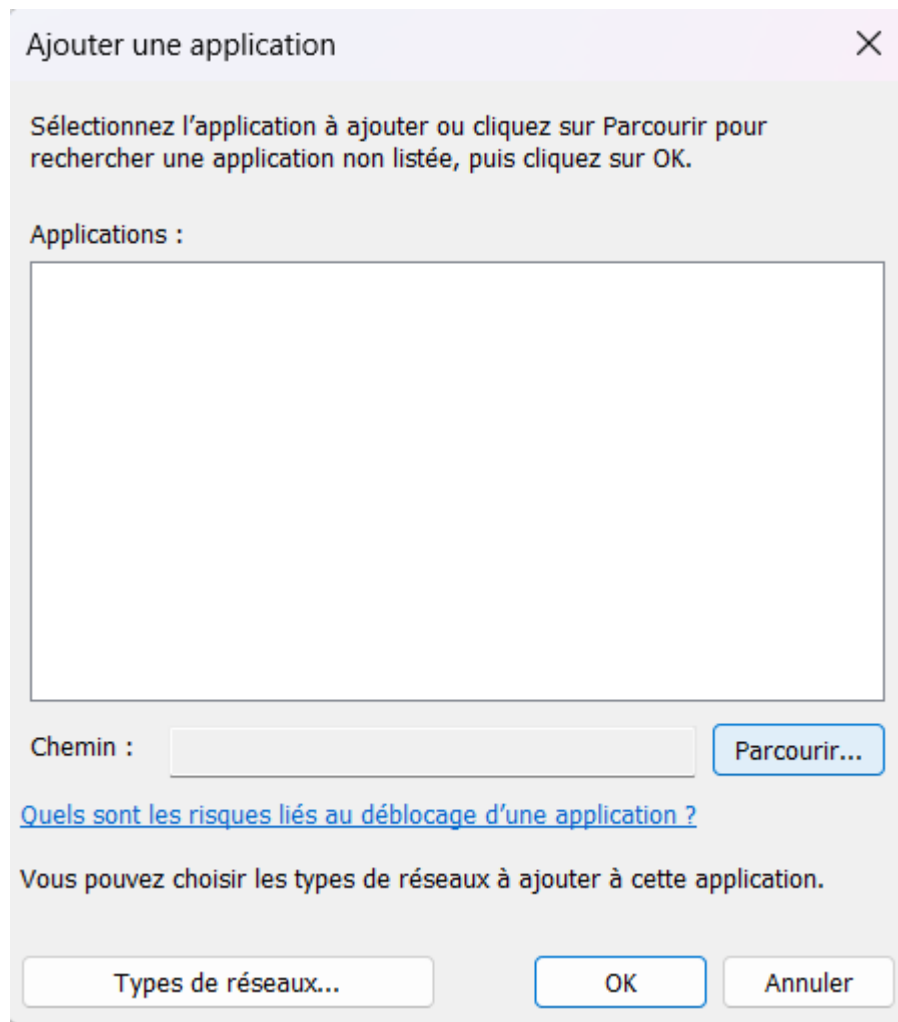 Ajouter une application
Sélectionnez l’application à ajouter ou cliquez sur Parcourir pour
rechercher une application non listée, puis cliquez sur OK.
Applications :
Chemin :
Parcourir...
Quels sont les risques liés au déblocage d’une application ?
Vous pouvez choisir les types de réseaux à ajouter à cette application.
Types de réseaux...
OK
Annuler